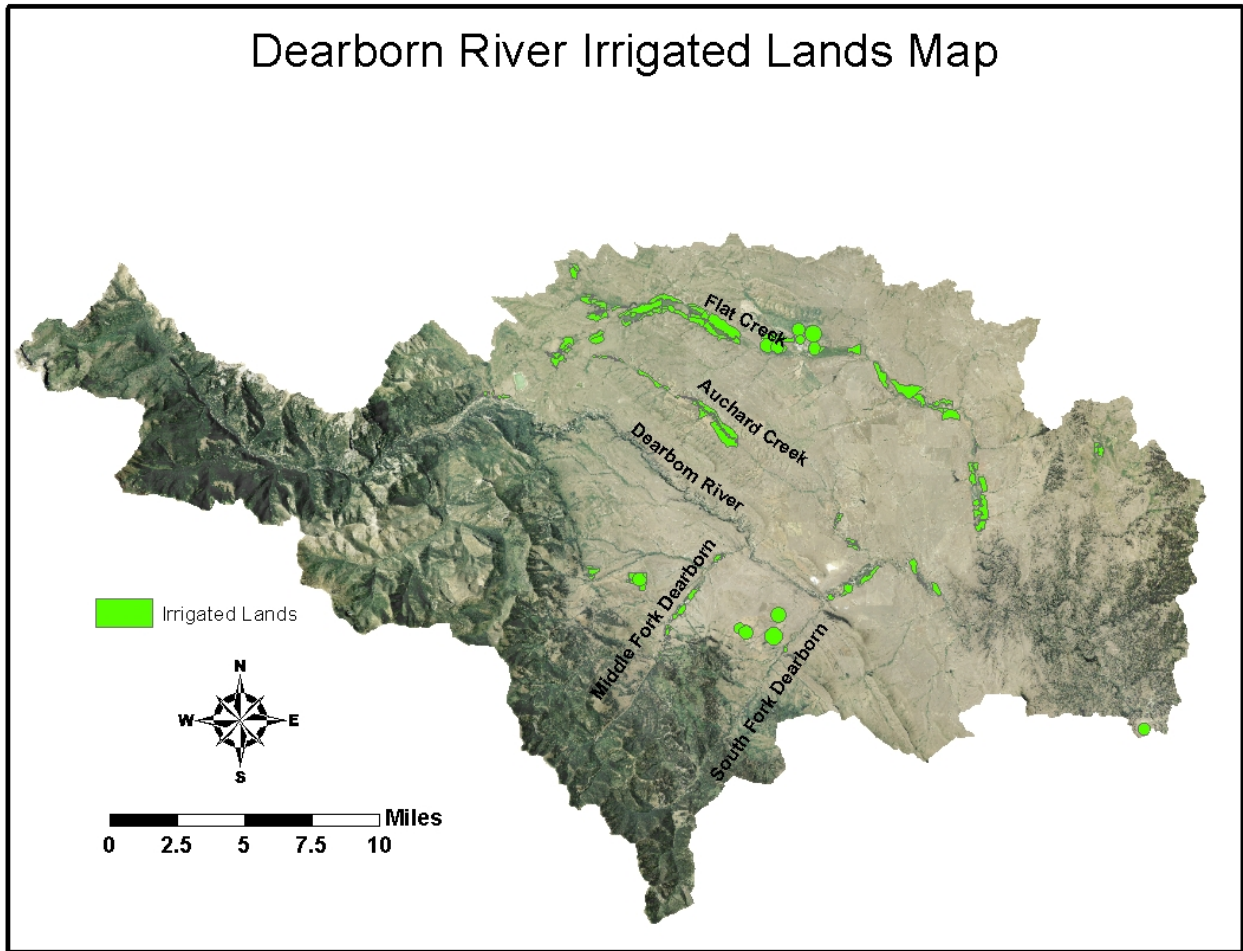 Dearborn River Irrigated Lands Map
Flat Creek
Auchard Creek
Dearborn River
Middle Fork Dearborn
South Fork Dearborn
Irrigated Lands
N
W E
S
Miles
0 2.5 5 7.5 10